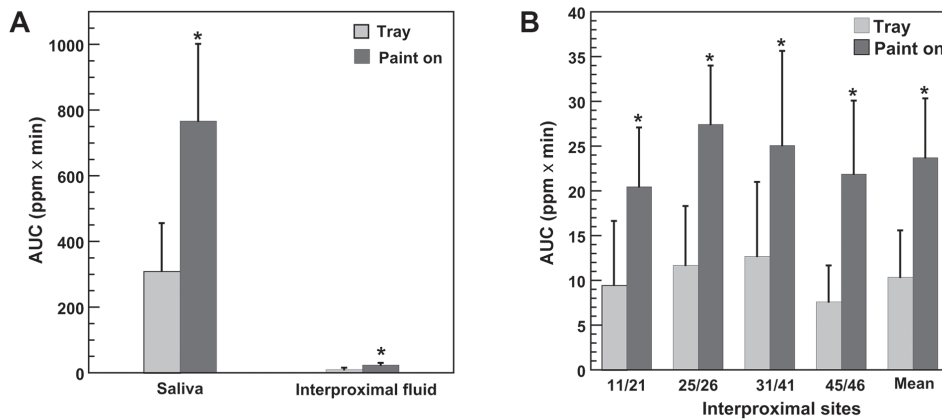 A
AUC (ppm x min)
1000
800
600
400
200
0
Tray
Paint on
*
*
Saliva
Interproximal fluid
B
AUC (ppm x min)
40
35
30
25
20
15
10
5
0
Tray
Paint on
*
*
*
*
*
11/21
25/26
31/41
45/46
Mean
Interproximal sites